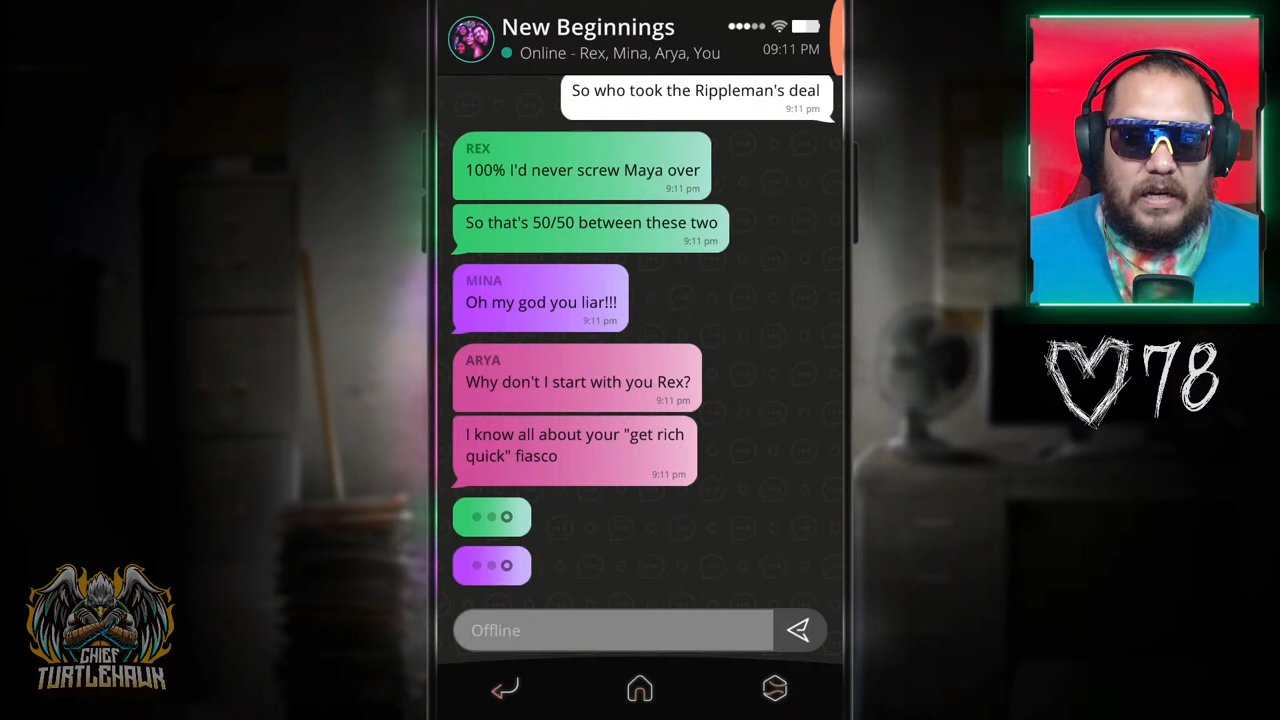 New Beginnings
Online - Rex, Mina, Arya, You
09:11 PM
So who took the Rippleman's deal
9:11 pm
REX
100% I'd never screw Maya over
9:11 pm
So that's 50/50 between these two
9:11 pm
MINA
Oh my god you liar!!!
9:11 pm
ARYA
Why don't I start with you Rex?
9:11 pm
I know all about your "get rich
quick" fiasco
9:11 pm
Offline
78
CHIEF
TURTLEHAWK